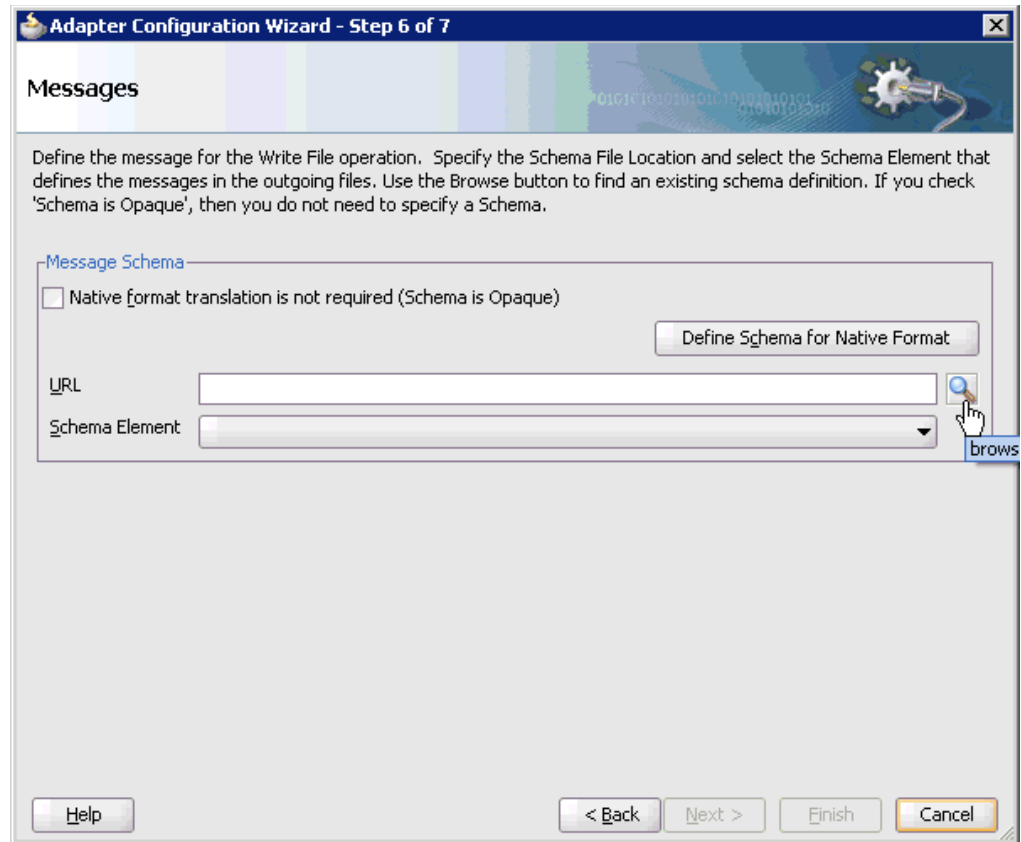 Adapter Configuration Wizard - Step 6 of 7
Messages
Define the message for the Write File operation. Specify the Schema File Location and select the Schema Element that
defines the messages in the outgoing files. Use the Browse button to find an existing schema definition. If you check
'Schema is Opaque', then you do not need to specify a Schema.
Message Schema
Native format translation is not required (Schema is Opaque)
Define Schema for Native Format
URL
Schema Element
brows
Help
< Back
Next >
Finish
Cancel